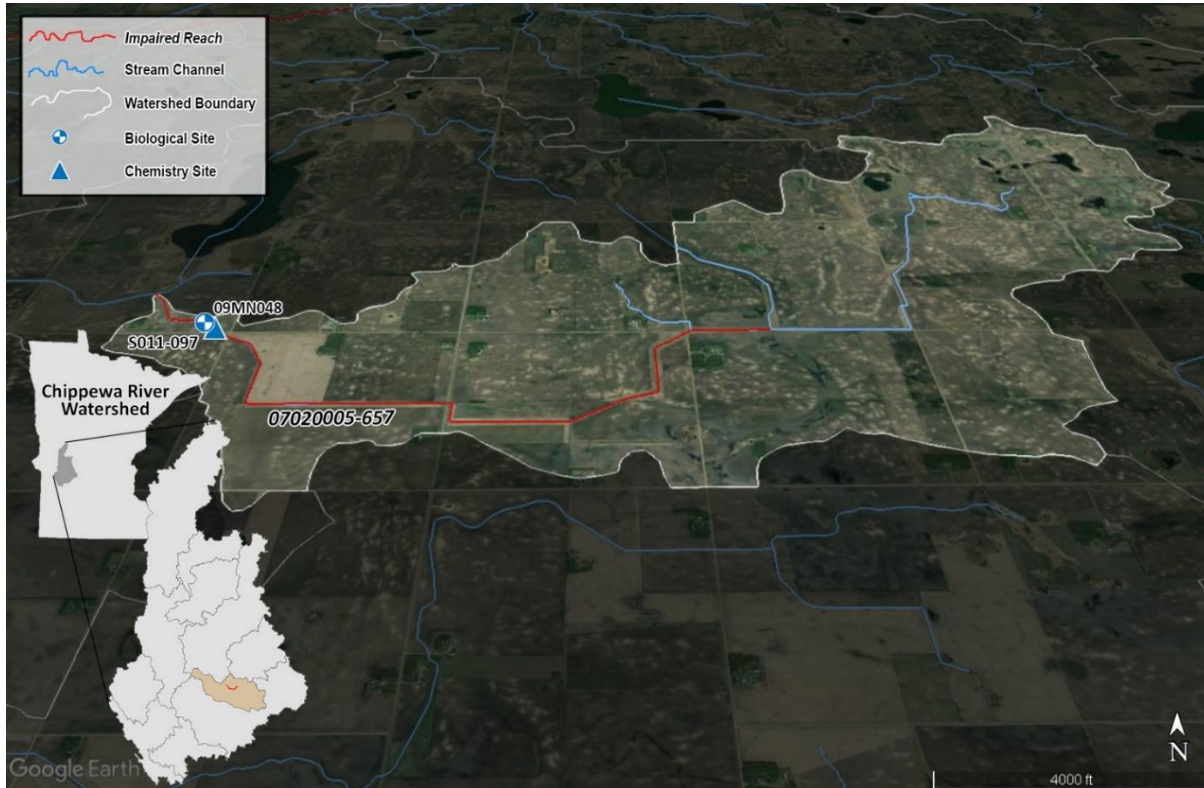 Impaired Reach
Stream Channel
Watershed Boundary
Biological Site
Chemistry Site
09MN048
S011-097
07020005-657
Chippewa River
Watershed
N
Google Earth
4000 ft